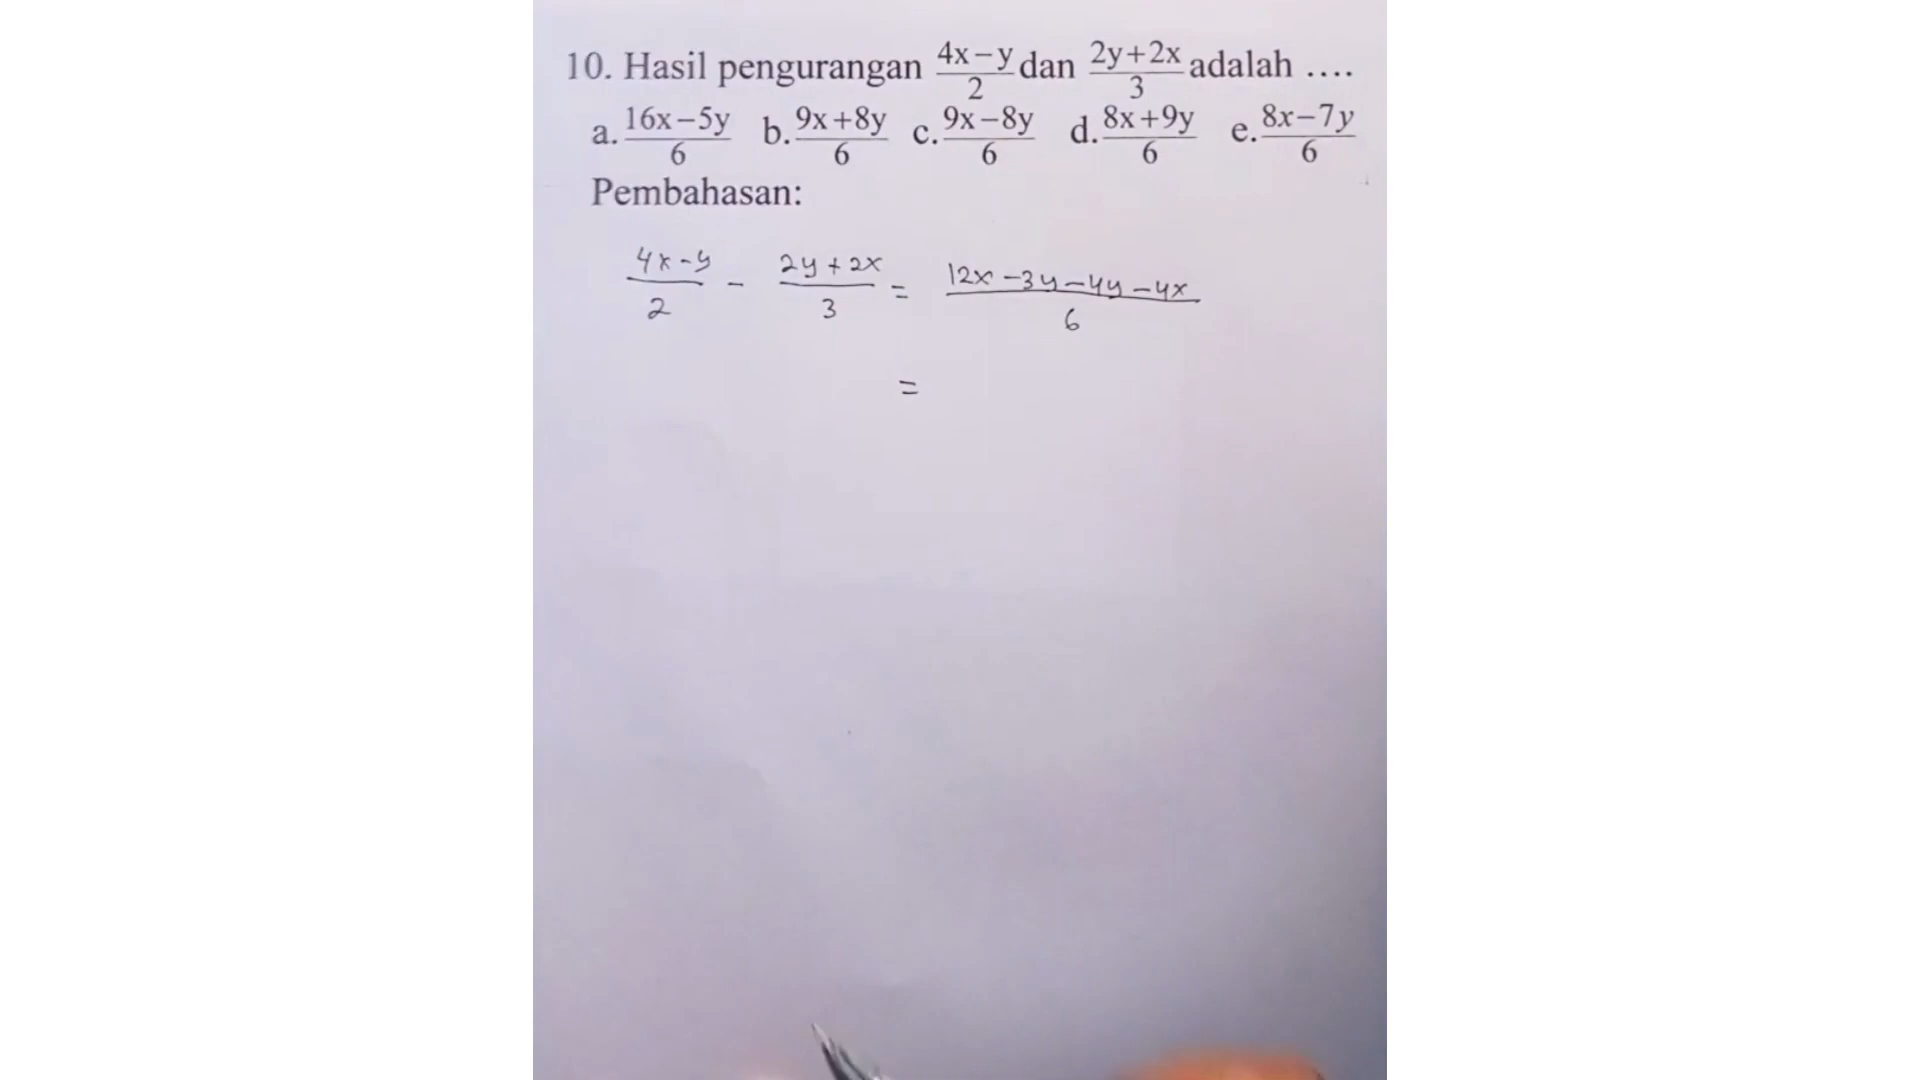 10. Hasil pengurangan (4x−y)/2 dan (2y+2x)/3 adalah ....
a. (16x−5y)/6 b. (9x+8y)/6 c. (9x−8y)/6 d. (8x+9y)/6 e. (8x−7y)/6
Pembahasan:
(4x-y)/2 - (2y+2x)/3 = (12x-3y-4y-4x)/6
=